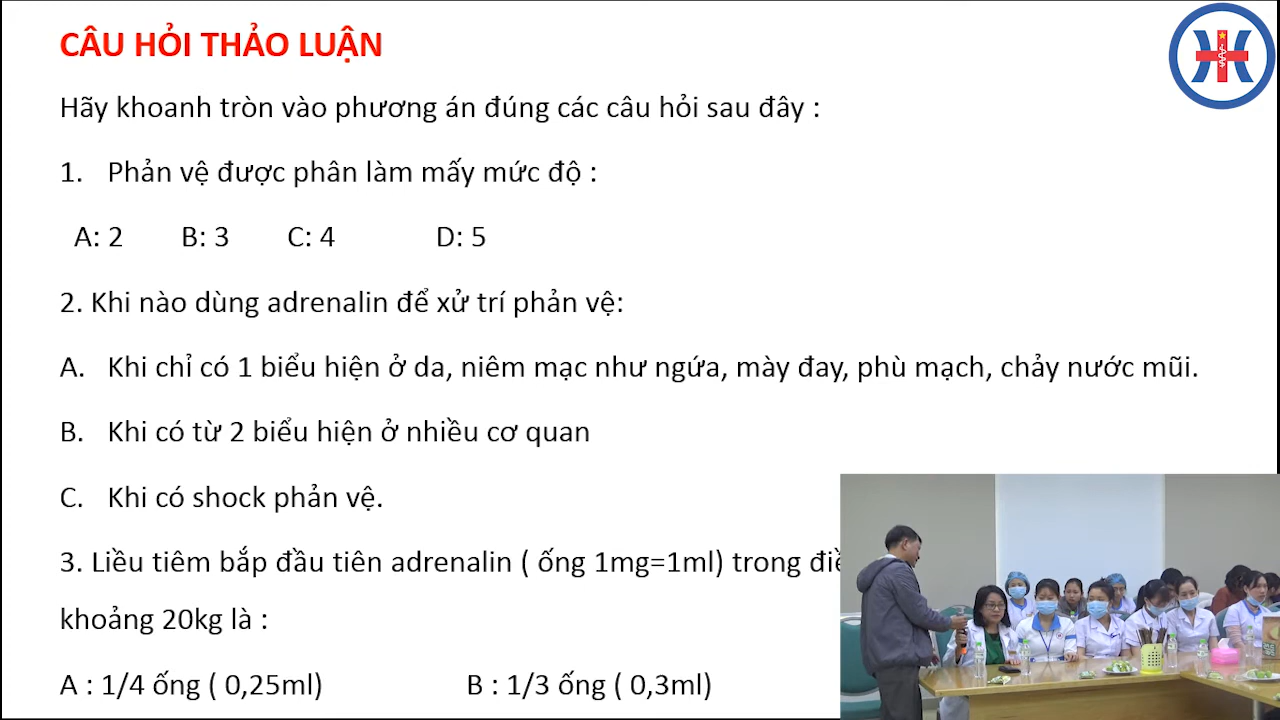 CÂU HỎI THẢO LUẬN
Hãy khoanh tròn vào phương án đúng các câu hỏi sau đây :
1. Phản vệ được phân làm mấy mức độ :
A: 2 B: 3 C: 4 D: 5
2. Khi nào dùng adrenalin để xử trí phản vệ:
A. Khi chỉ có 1 biểu hiện ở da, niêm mạc như ngứa, mày đay, phù mạch, chảy nước mũi.
B. Khi có từ 2 biểu hiện ở nhiều cơ quan
C. Khi có shock phản vệ.
3. Liều tiêm bắp đầu tiên adrenalin ( ống 1mg=1ml) trong
khoảng 20kg là :
A : 1/4 ống ( 0,25ml) B : 1/3 ống ( 0,3ml)